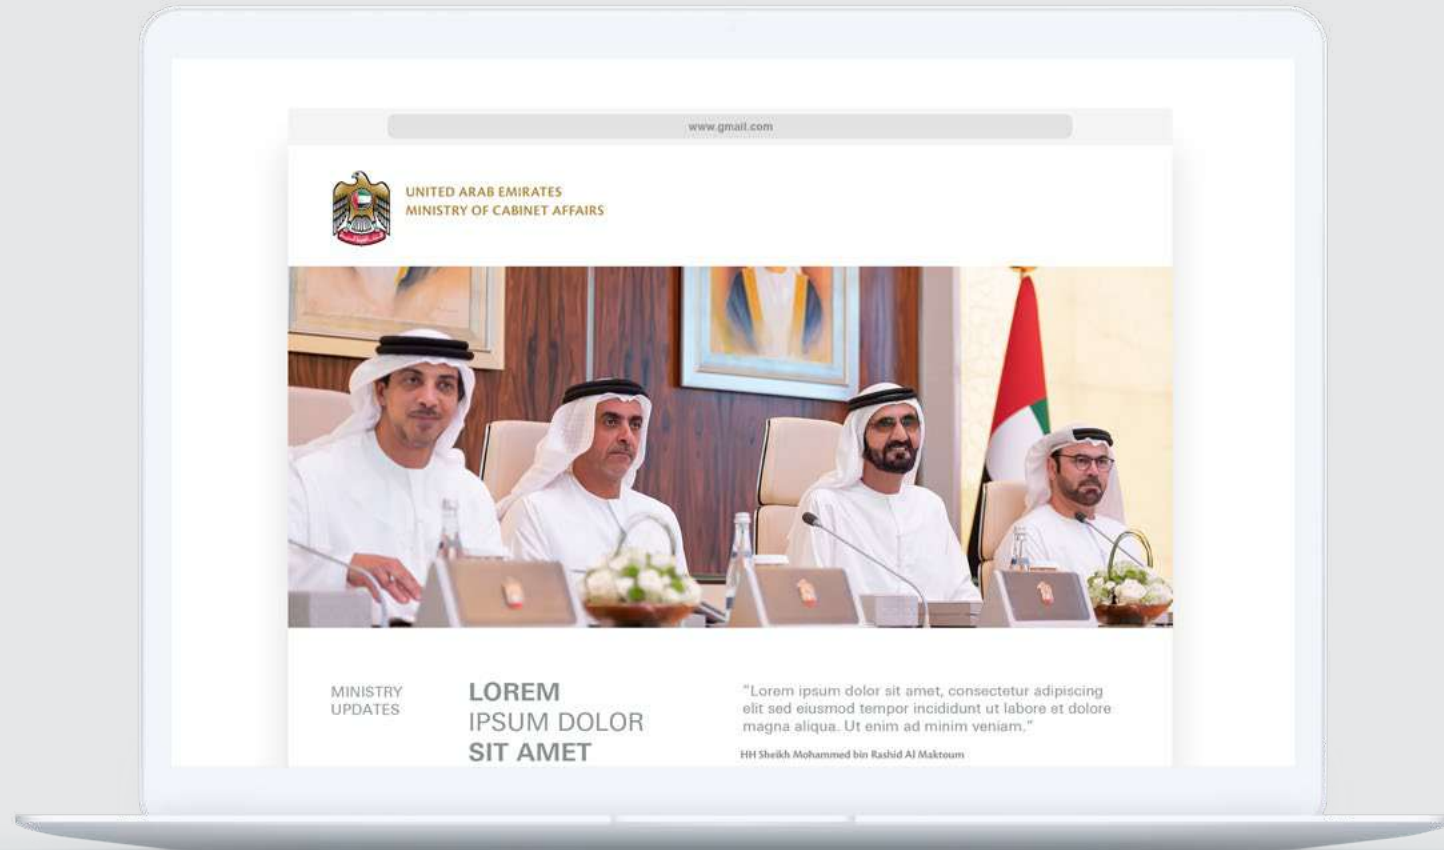 www.gmail.com
UNITED ARAB EMIRATES
MINISTRY OF CABINET AFFAIRS
MINISTRY
UPDATES
LOREM
IPSUM DOLOR
SIT AMET
"Lorem ipsum dolor sit amet, consectetur adipiscing
elit sed eiusmod tempor incididunt ut labore et dolore
magna aliqua. Ut enim ad minim veniam."
HH Sheikh Mohammed bin Rashid Al Maktoum